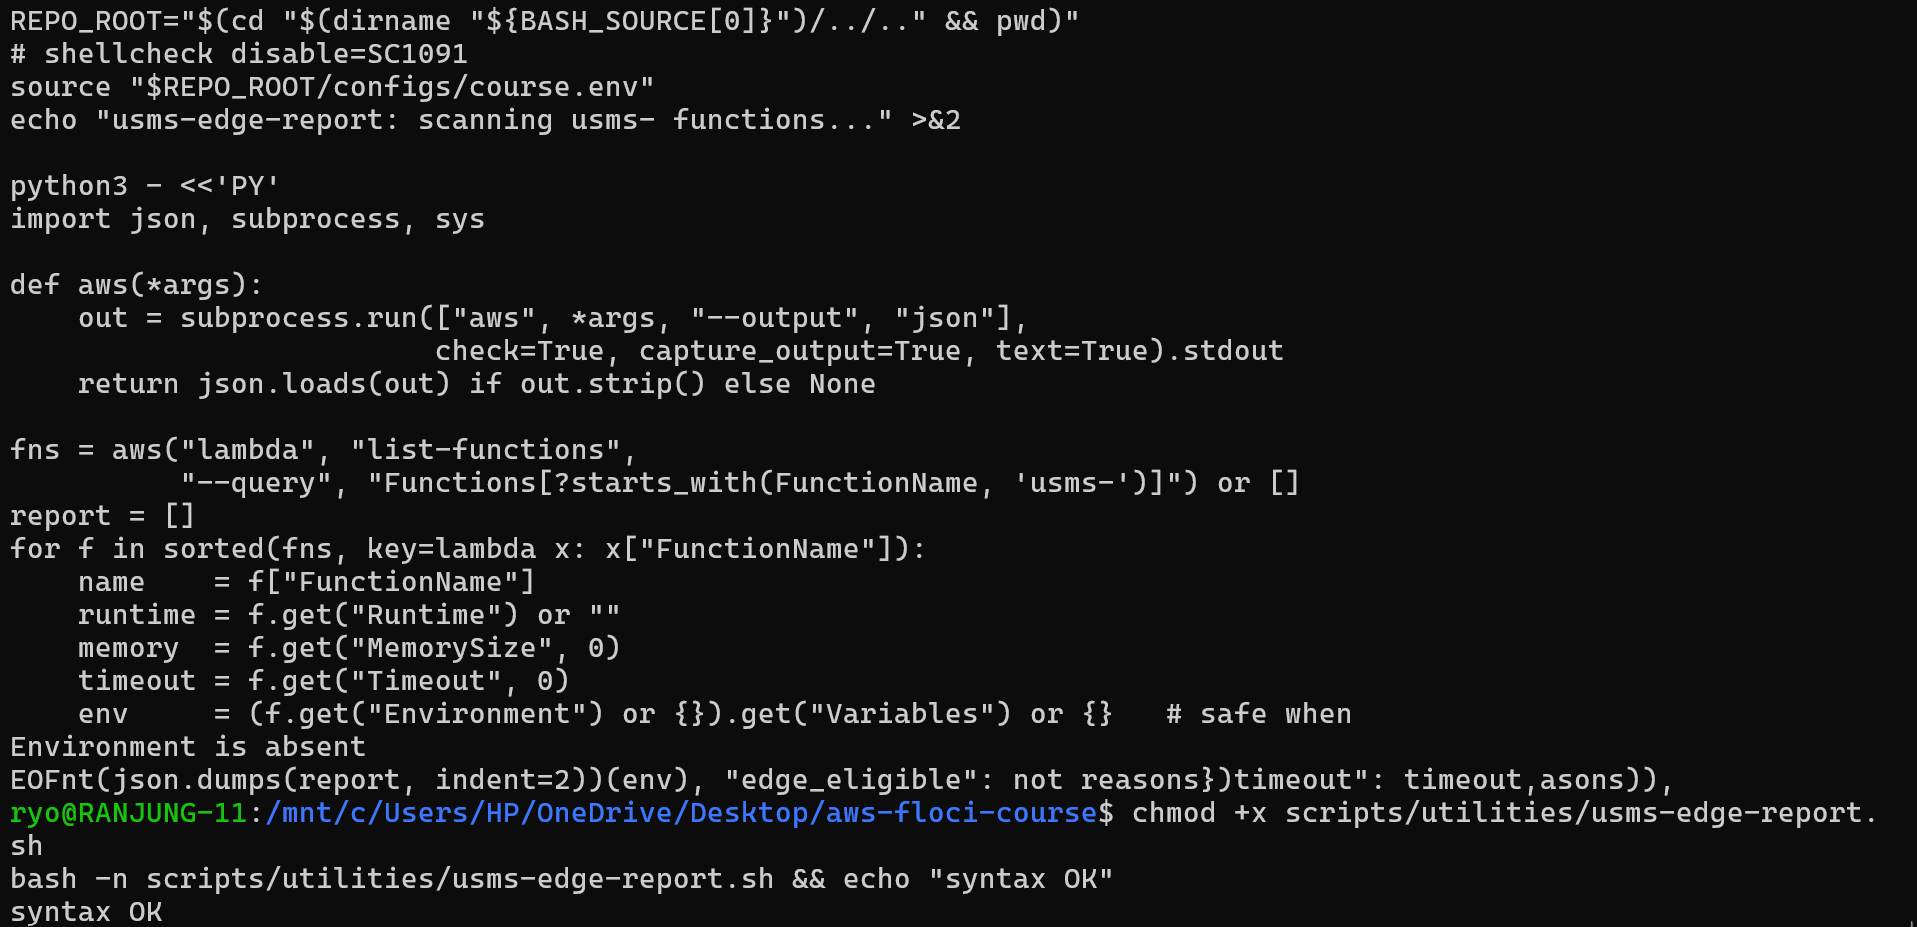 REPO_ROOT="$(cd "$(dirname "${BASH_SOURCE[0]}")/../.." && pwd)"
# shellcheck disable=SC1091
source "$REPO_ROOT/configs/course.env"
echo "usms-edge-report: scanning usms- functions..." >&2

python3 - <<'PY'
import json, subprocess, sys

def aws(*args):
    out = subprocess.run(["aws", *args, "--output", "json"],
                         check=True, capture_output=True, text=True).stdout
    return json.loads(out) if out.strip() else None

fns = aws("lambda", "list-functions",
          "--query", "Functions[?starts_with(FunctionName, 'usms-')]") or []
report = []
for f in sorted(fns, key=lambda x: x["FunctionName"]):
    name    = f["FunctionName"]
    runtime = f.get("Runtime") or ""
    memory  = f.get("MemorySize", 0)
    timeout = f.get("Timeout", 0)
    env     = (f.get("Environment") or {}).get("Variables") or {}   # safe when
Environment is absent
EOFnt(json.dumps(report, indent=2))(env), "edge_eligible": not reasons})timeout": timeout,asons)),
ryo@RANJUNG-11:/mnt/c/Users/HP/OneDrive/Desktop/aws-floci-course$ chmod +x scripts/utilities/usms-edge-report.
sh
bash -n scripts/utilities/usms-edge-report.sh && echo "syntax OK"
syntax OK